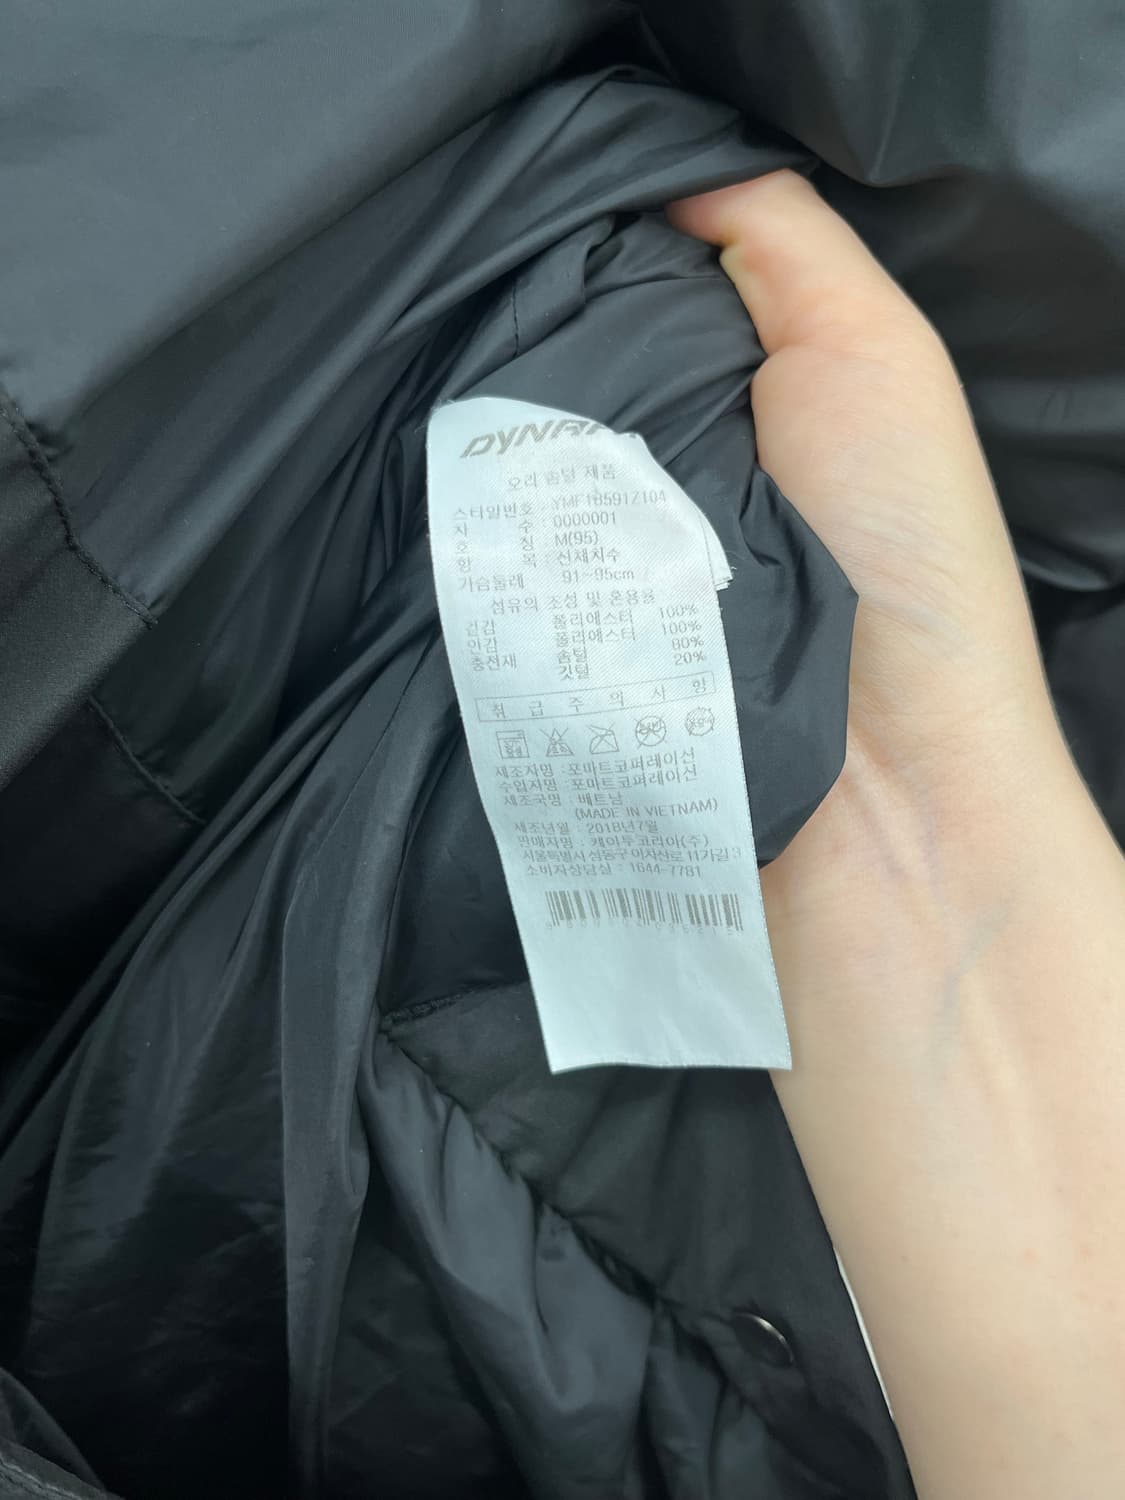 DYNAF
오리 솜털 제품
스타일번호 : YMF18591Z104
차 수 : 0000001
호 칭 M(95)
항 목 : 신체치수
가슴둘레 91~95cm
섬유의 조성 및 혼용율
겉감 폴리에스터 100%
안감 폴리에스터 100%
충전재 솜털 80%
깃털 20%
취 급 주 의 사 항
제조자명 : 포마트코퍼레이션
수입자명 : 포마트코퍼레이션
제조국명 : 베트남
(MADE IN VIETNAM)
제조년월 : 2018년7월
판매자명 : 케이투코리아(주)
서울특별시 성동구 아차산로 11가길 3
소비자상담실 : 1644-7781